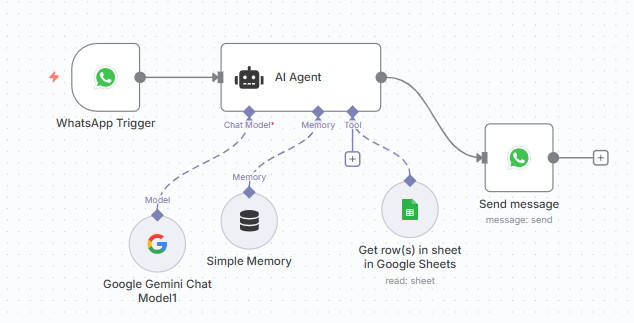 AI Agent
WhatsApp Trigger
Chat Model*
Memory
Tool
Model
Memory
Send message
message: send
Simple Memory
Get row(s) in sheet
in Google Sheets
read: sheet
Google Gemini Chat
Model1